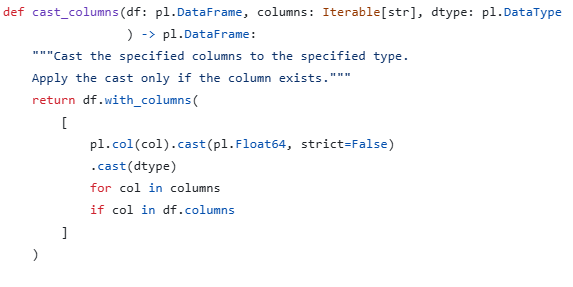 def cast_columns(df: pl.DataFrame, columns: Iterable[str], dtype: pl.DataType
                 ) -> pl.DataFrame:
    """Cast the specified columns to the specified type.
    Apply the cast only if the column exists."""
    return df.with_columns(
        [
            pl.col(col).cast(pl.Float64, strict=False)
            .cast(dtype)
            for col in columns
            if col in df.columns
        ]
    )